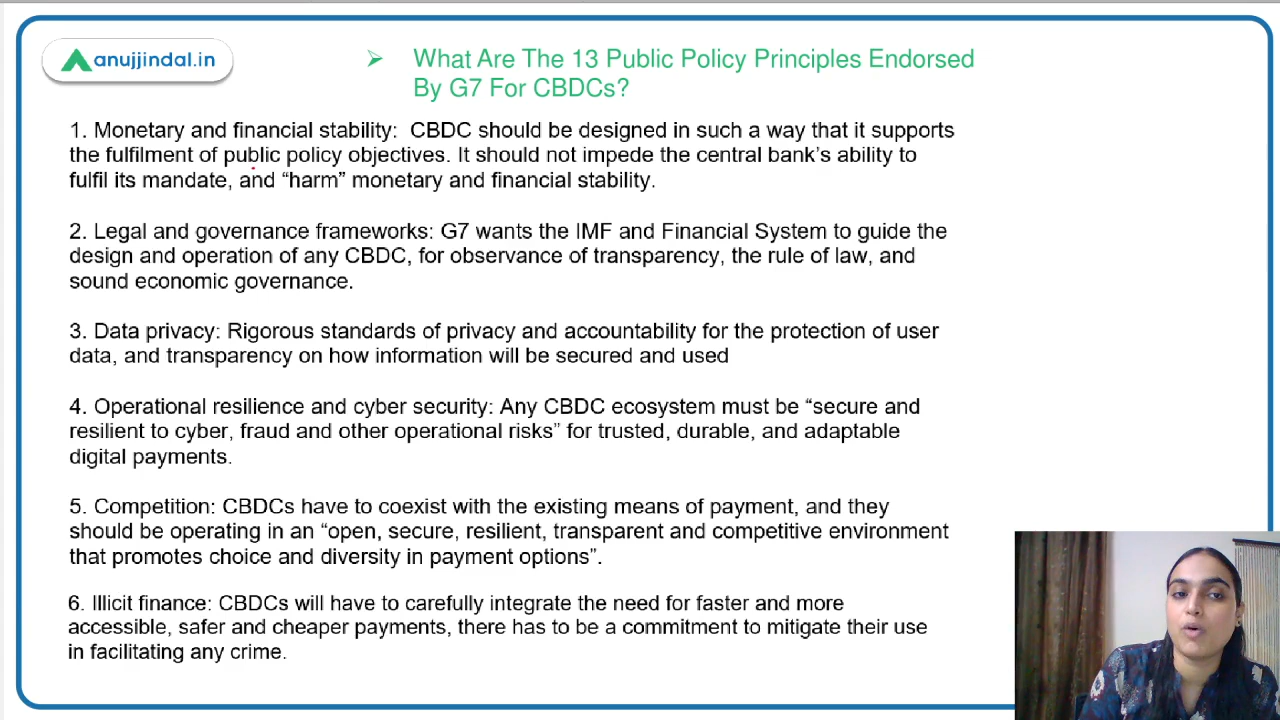 anujjindal.in
➢ What Are The 13 Public Policy Principles Endorsed
By G7 For CBDCs?
1. Monetary and financial stability: CBDC should be designed in such a way that it supports
the fulfilment of public policy objectives. It should not impede the central bank’s ability to
fulfil its mandate, and “harm” monetary and financial stability.
2. Legal and governance frameworks: G7 wants the IMF and Financial System to guide the
design and operation of any CBDC, for observance of transparency, the rule of law, and
sound economic governance.
3. Data privacy: Rigorous standards of privacy and accountability for the protection of user
data, and transparency on how information will be secured and used
4. Operational resilience and cyber security: Any CBDC ecosystem must be “secure and
resilient to cyber, fraud and other operational risks” for trusted, durable, and adaptable
digital payments.
5. Competition: CBDCs have to coexist with the existing means of payment, and they
should be operating in an “open, secure, resilient, transparent and competitive environment
that promotes choice and diversity in payment options”.
6. Illicit finance: CBDCs will have to carefully integrate the need for faster and more
accessible, safer and cheaper payments, there has to be a commitment to mitigate their use
in facilitating any crime.